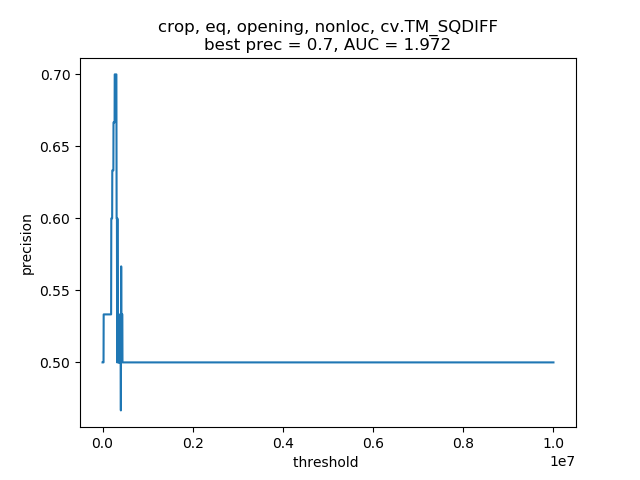 crop, eq, opening, nonloc, cv.TM_SQDIFF
best prec = 0.7, AUC = 1.972
0.70
0.65
0.60
0.55
0.50
precision
0.0 0.2 0.4 0.6 0.8 1.0
1e7
threshold